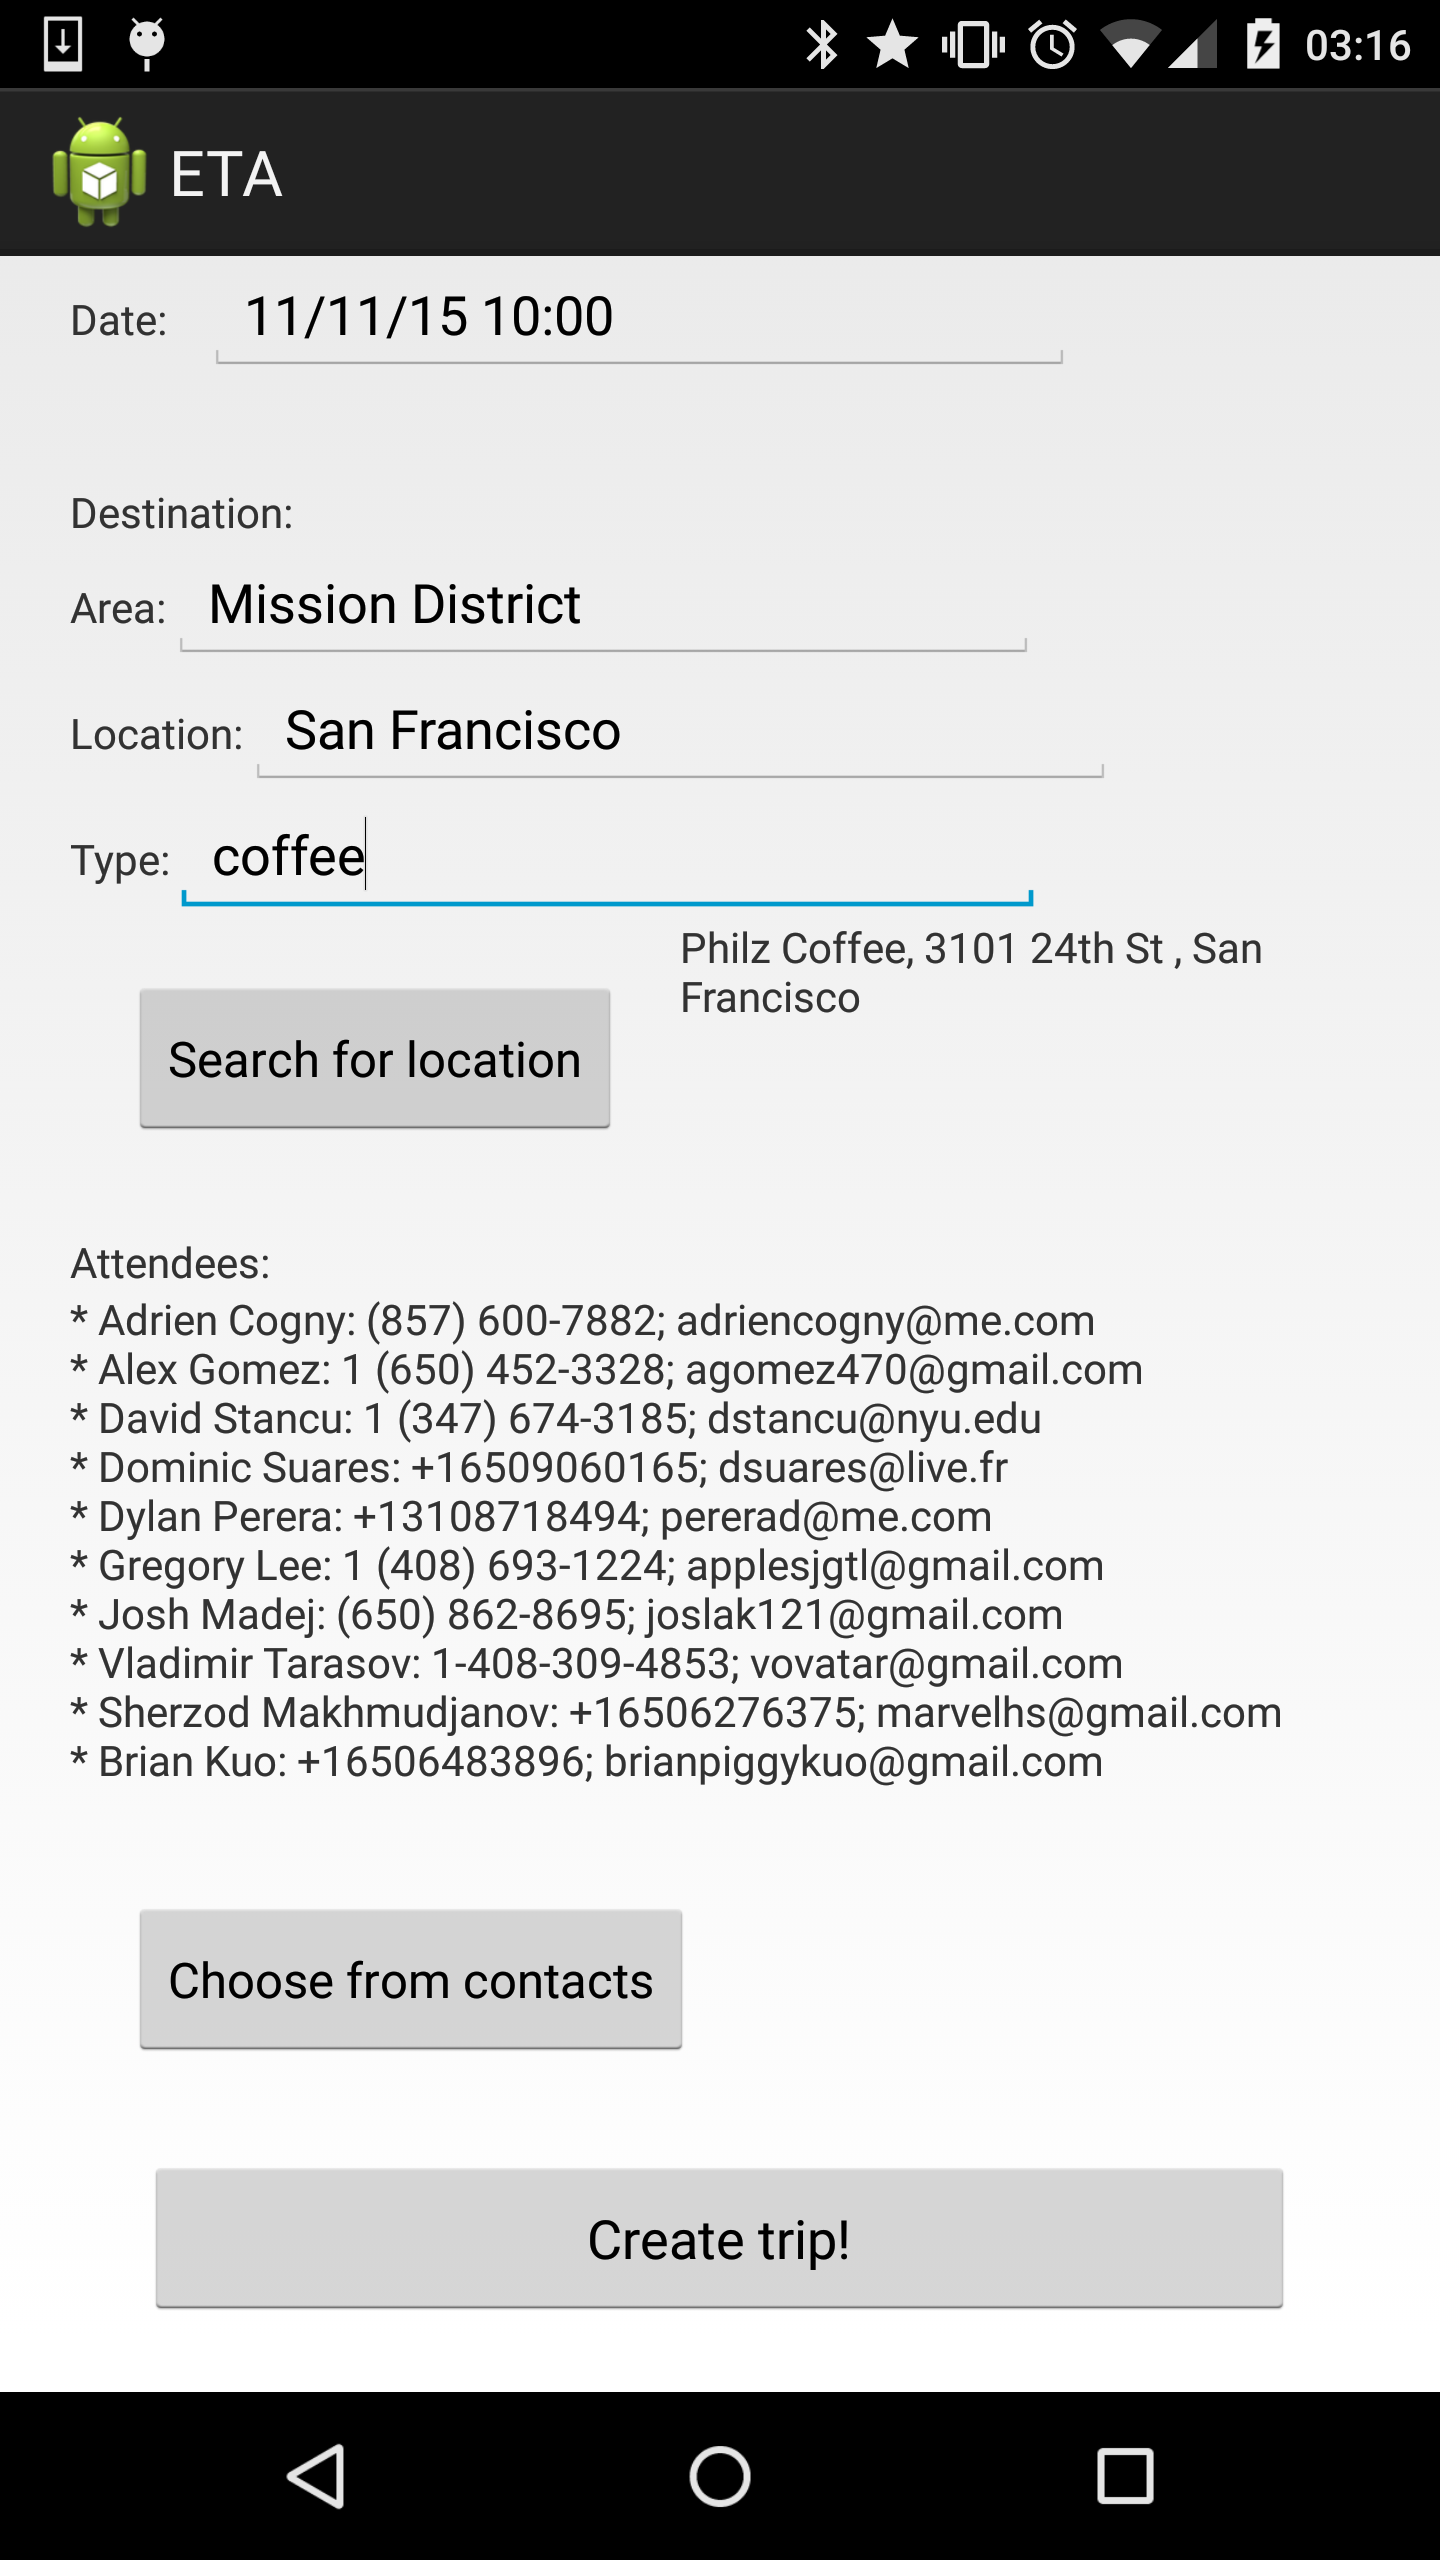 03:16
ETA
Date: 11/11/15 10:00
Destination:
Area: Mission District
Location: San Francisco
Type: coffee
Philz Coffee, 3101 24th St , San
Francisco
Search for location
Attendees:
* Adrien Cogny: (857) 600-7882; adriencogny@me.com
* Alex Gomez: 1 (650) 452-3328; agomez470@gmail.com
* David Stancu: 1 (347) 674-3185; dstancu@nyu.edu
* Dominic Suares: +16509060165; dsuares@live.fr
* Dylan Perera: +13108718494; pererad@me.com
* Gregory Lee: 1 (408) 693-1224; applesjgtl@gmail.com
* Josh Madej: (650) 862-8695; joslak121@gmail.com
* Vladimir Tarasov: 1-408-309-4853; vovatar@gmail.com
* Sherzod Makhmudjanov: +16506276375; marvelhs@gmail.com
* Brian Kuo: +16506483896; brianpiggykuo@gmail.com
Choose from contacts
Create trip!